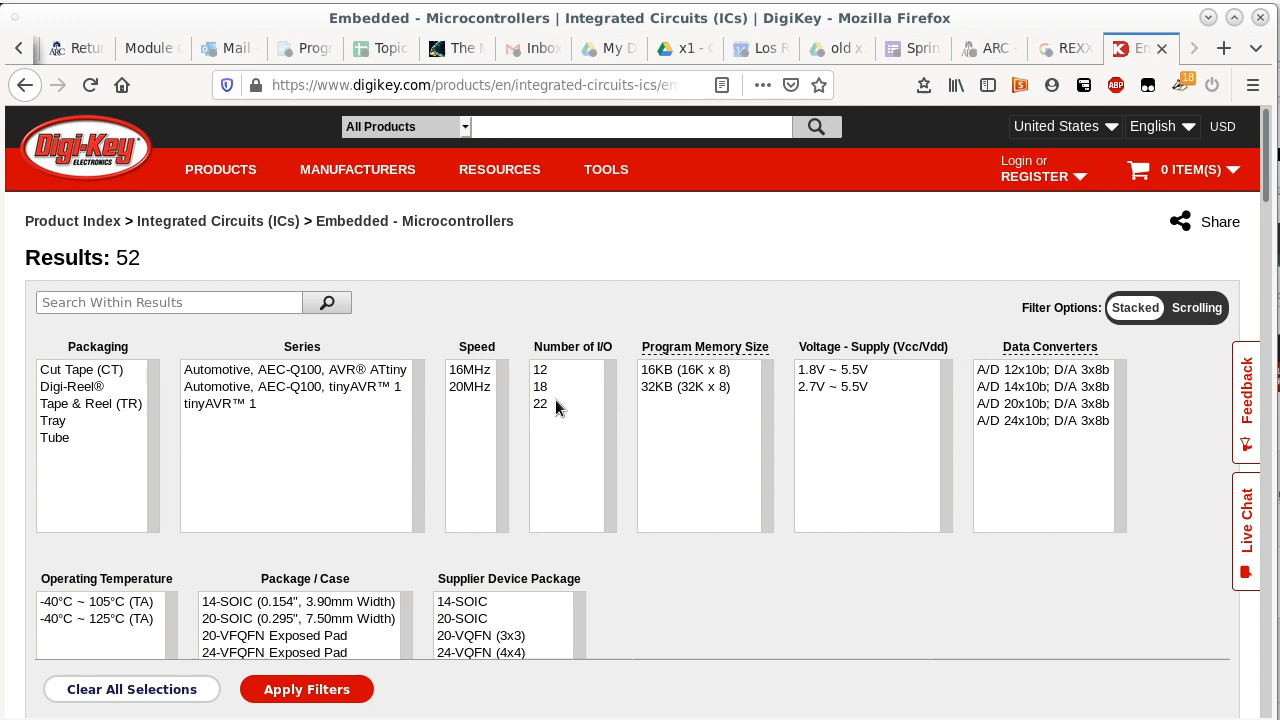 Embedded - Microcontrollers | Integrated Circuits (ICs) | DigiKey - Mozilla Firefox
Retur Module Mail Prog Topic The M Inbo My D x1 - Los old Sprin ARC REXX En
https://www.digikey.com/products/en/integrated-circuits-ics/em
18
ABP
Digi-Key
ELECTRONICS
All Products
United States English USD
PRODUCTS MANUFACTURERS RESOURCES TOOLS
Login or
REGISTER
0 ITEM(S)
Product Index > Integrated Circuits (ICs) > Embedded - Microcontrollers
Share
Results: 52
Search Within Results
Filter Options: Stacked Scrolling
Packaging
Cut Tape (CT)
Digi-Reel®
Tape & Reel (TR)
Tray
Tube
Series
Automotive, AEC-Q100, AVR® ATtiny
Automotive, AEC-Q100, tinyAVR™ 1
tinyAVR™ 1
Speed
16MHz
20MHz
Number of I/O
12
18
22
Program Memory Size
16KB (16K x 8)
32KB (32K x 8)
Voltage - Supply (Vcc/Vdd)
1.8V ~ 5.5V
2.7V ~ 5.5V
Data Converters
A/D 12x10b; D/A 3x8b
A/D 14x10b; D/A 3x8b
A/D 20x10b; D/A 3x8b
A/D 24x10b; D/A 3x8b
Feedback
Live Chat
Operating Temperature
-40°C ~ 105°C (TA)
-40°C ~ 125°C (TA)
Package / Case
14-SOIC (0.154", 3.90mm Width)
20-SOIC (0.295", 7.50mm Width)
20-VFQFN Exposed Pad
24-VFQFN Exposed Pad
Supplier Device Package
14-SOIC
20-SOIC
20-VQFN (3x3)
24-VQFN (4x4)
Clear All Selections
Apply Filters